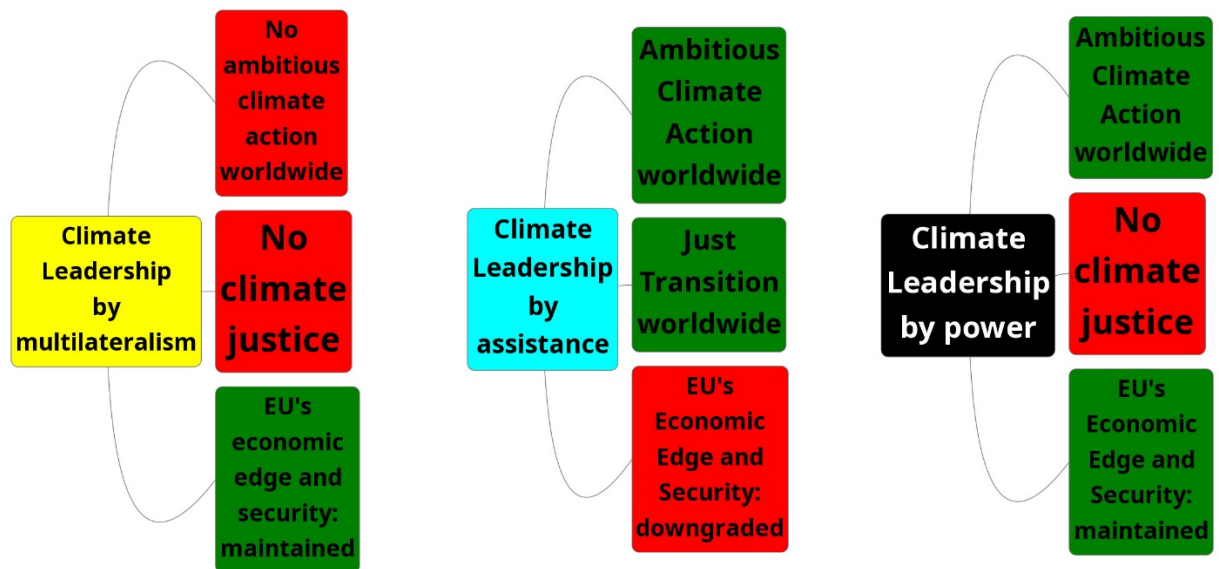 No
ambitious
climate
action
worldwide
Climate
Leadership
by
multilateralism
No
climate
justice
EU's
economic
edge and
security:
maintained
Ambitious
Climate
Action
worldwide
Climate
Leadership
by
assistance
Just
Transition
worldwide
EU's
Economic
Edge and
Security:
downgraded
Ambitious
Climate
Action
worldwide
Climate
Leadership
by power
No
climate
justice
EU's
Economic
Edge and
Security:
maintained